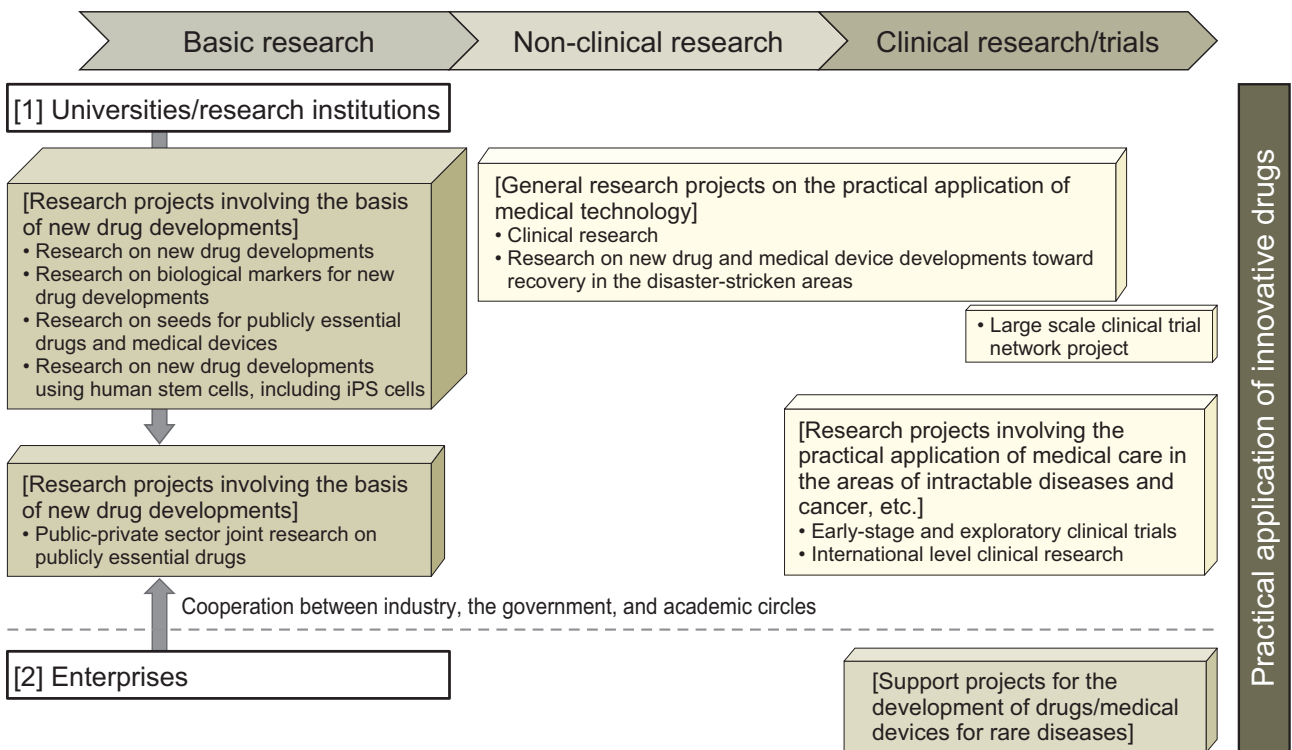 Basic research
Non-clinical research
Clinical research/trials
[1] Universities/research institutions
[Research projects involving the basis
of new drug developments]
• Research on new drug developments
• Research on biological markers for new
drug developments
• Research on seeds for publicly essential
drugs and medical devices
• Research on new drug developments
using human stem cells, including iPS cells
[General research projects on the practical application of
medical technology]
• Clinical research
• Research on new drug and medical device developments toward
recovery in the disaster-stricken areas
• Large scale clinical trial
network project
[Research projects involving the basis
of new drug developments]
• Public-private sector joint research on
publicly essential drugs
[Research projects involving the
practical application of medical care in
the areas of intractable diseases and
cancer, etc.]
• Early-stage and exploratory clinical trials
• International level clinical research
Cooperation between industry, the government, and academic circles
[2] Enterprises
[Support projects for the
development of drugs/medical
devices for rare diseases]
Practical application of innovative drugs